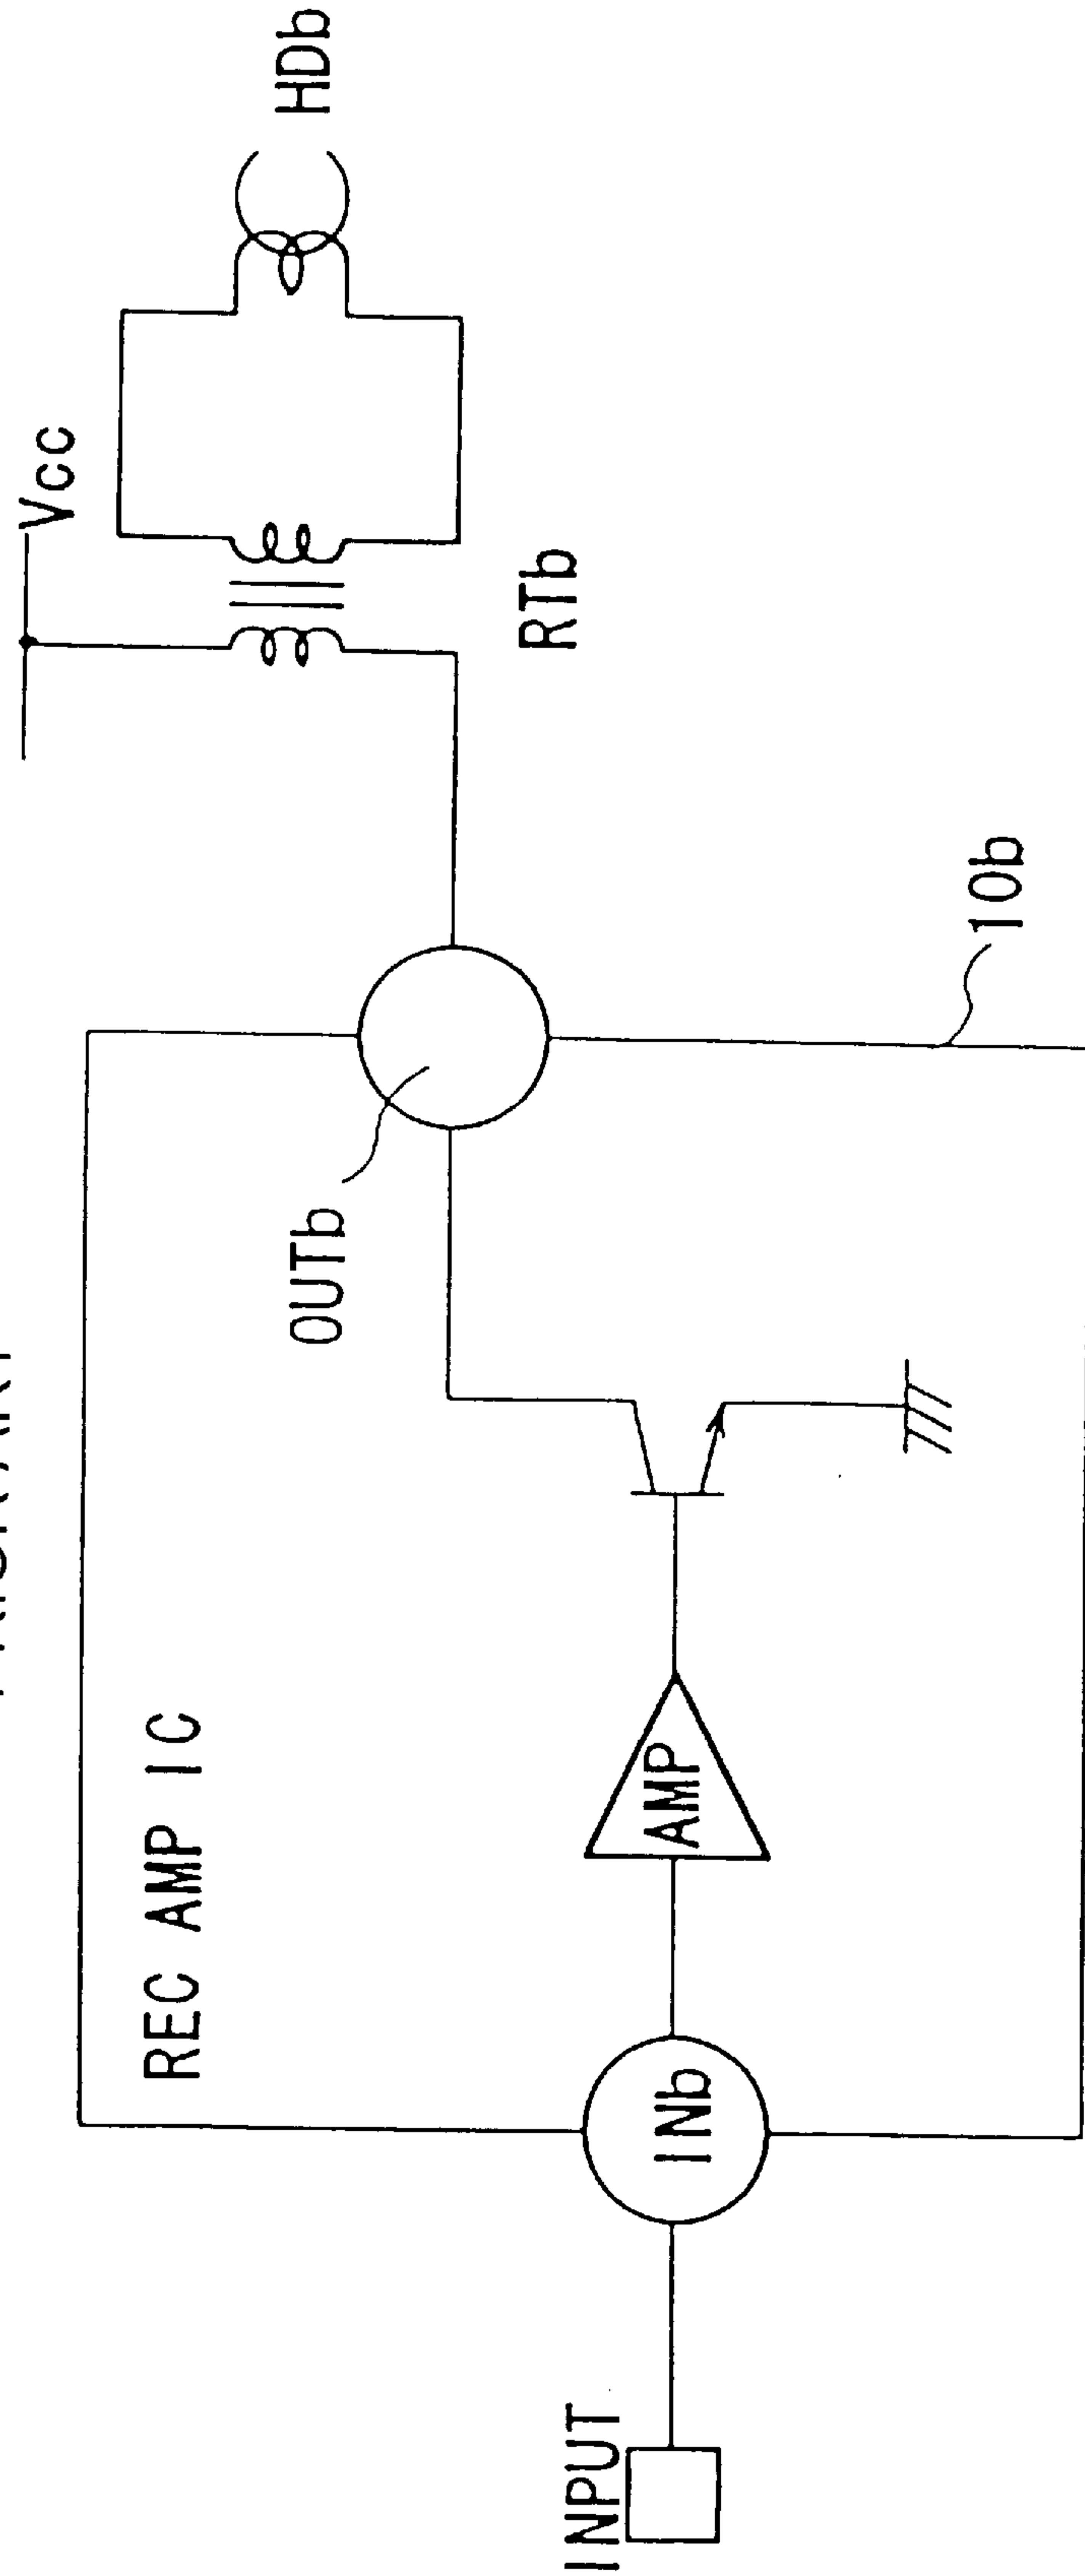 REC AMP IC
INPUT
INb
AMP
OUTb
10b
Vcc
RTb
HDb